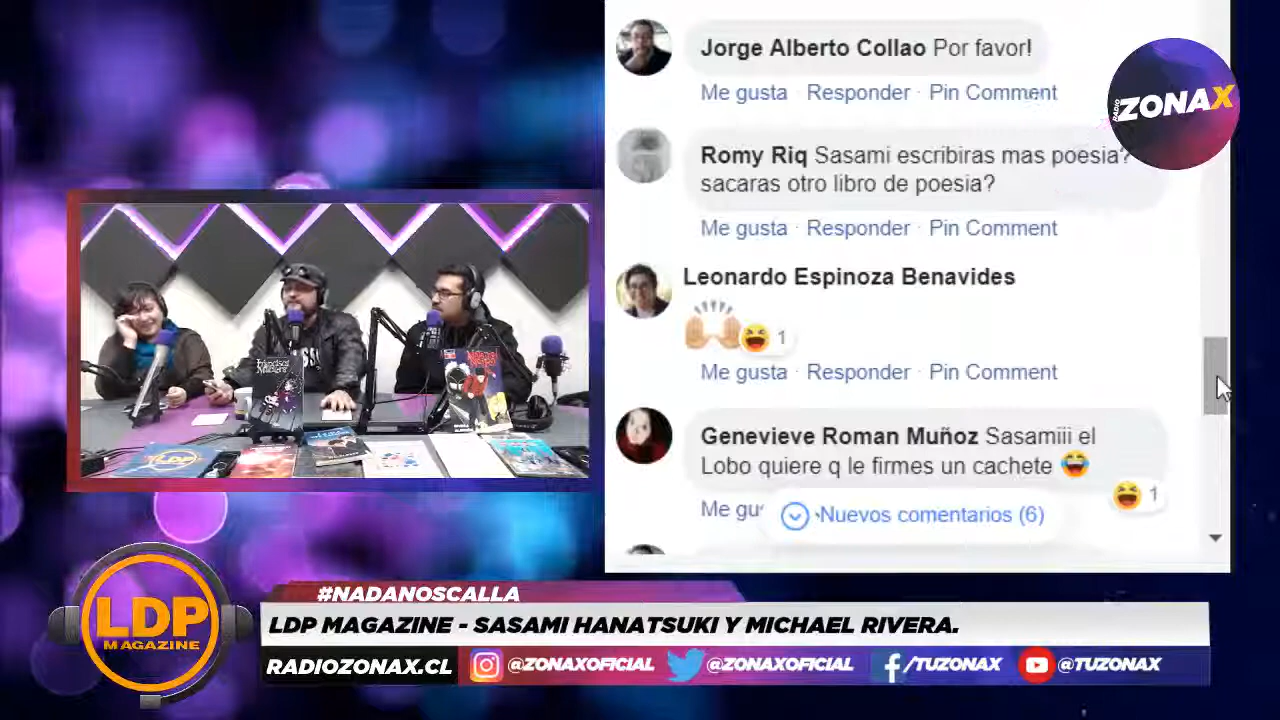 Jorge Alberto Collao Por favor!
Me gusta · Responder · Pin Comment
RADIO
ZONAX
Romy Riq Sasami escribiras mas poesia?
sacaras otro libro de poesia?
Me gusta · Responder · Pin Comment
Leonardo Espinoza Benavides
1
Me gusta · Responder · Pin Comment
Genevieve Roman Muñoz Sasamiii el
Lobo quiere q le firmes un cachete
1
Me gu
Nuevos comentarios (6)
LDP
LDP
MAGAZINE
#NADANOSCALLA
LDP MAGAZINE - SASAMI HANATSUKI Y MICHAEL RIVERA.
RADIOZONAX.CL @ZONAXOFICIAL @ZONAXOFICIAL /TUZONAX @TUZONAX